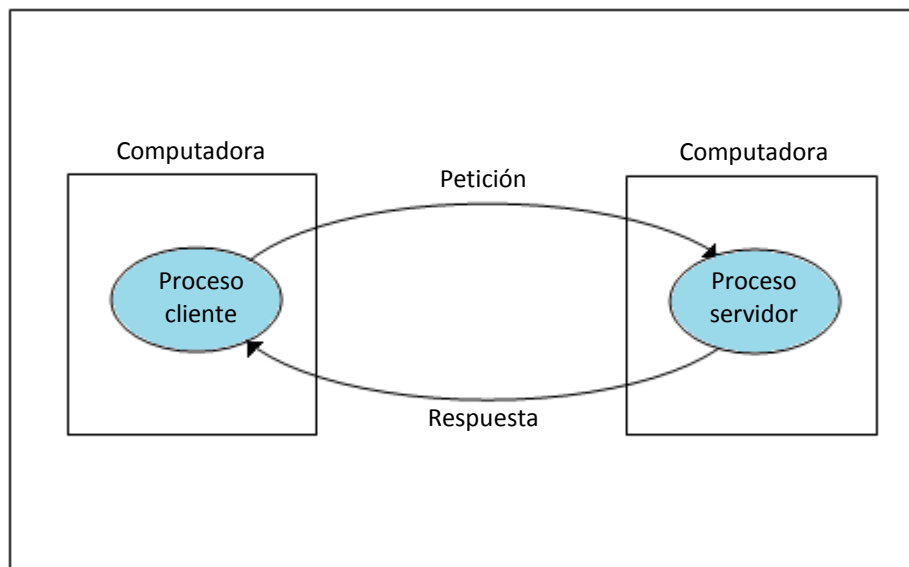 Computadora
Computadora
Petición
Proceso
cliente
Proceso
servidor
Respuesta